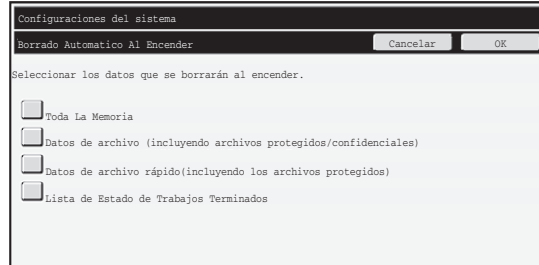 Configuraciones del sistema
Borrado Automatico Al Encender Cancelar OK
Seleccionar los datos que se borrarán al encender.
Toda La Memoria
Datos de archivo (incluyendo archivos protegidos/confidenciales)
Datos de archivo rápido(incluyendo los archivos protegidos)
Lista de Estado de Trabajos Terminados